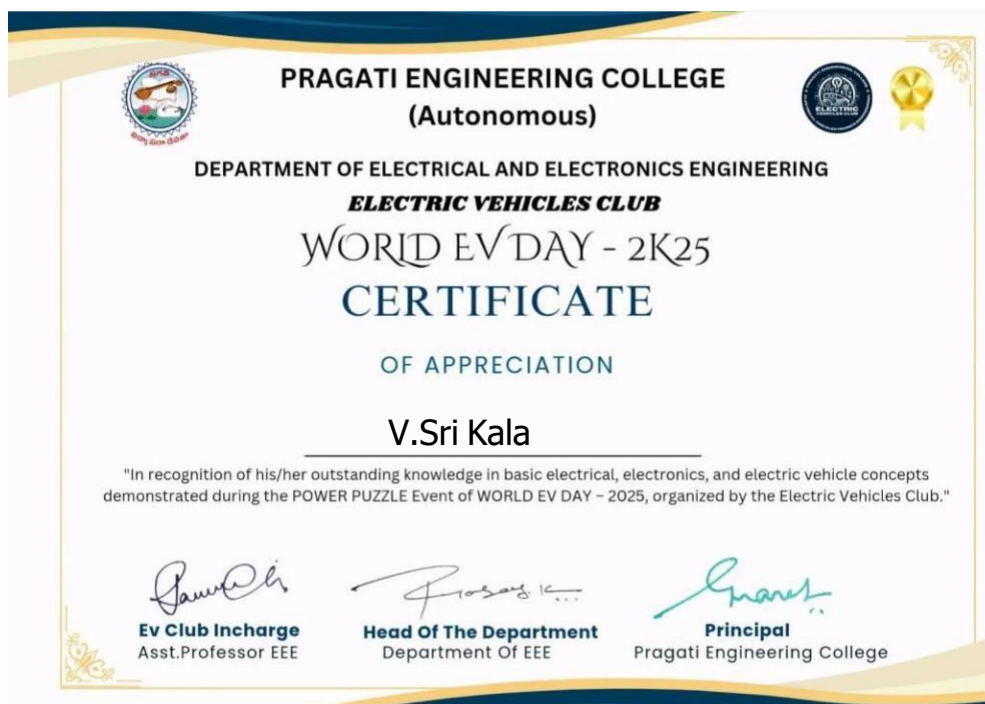 PRAGATI ENGINEERING COLLEGE
(Autonomous)
ELECTRIC
VEHICLES CLUB
DEPARTMENT OF ELECTRICAL AND ELECTRONICS ENGINEERING
ELECTRIC VEHICLES CLUB
WORLD EV DAY - 2K25
CERTIFICATE
OF APPRECIATION
V.Sri Kala
"In recognition of his/her outstanding knowledge in basic electrical, electronics, and electric vehicle concepts
demonstrated during the POWER PUZZLE Event of WORLD EV DAY – 2025, organized by the Electric Vehicles Club."
Ev Club Incharge
Asst.Professor EEE
Head Of The Department
Department Of EEE
Principal
Pragati Engineering College